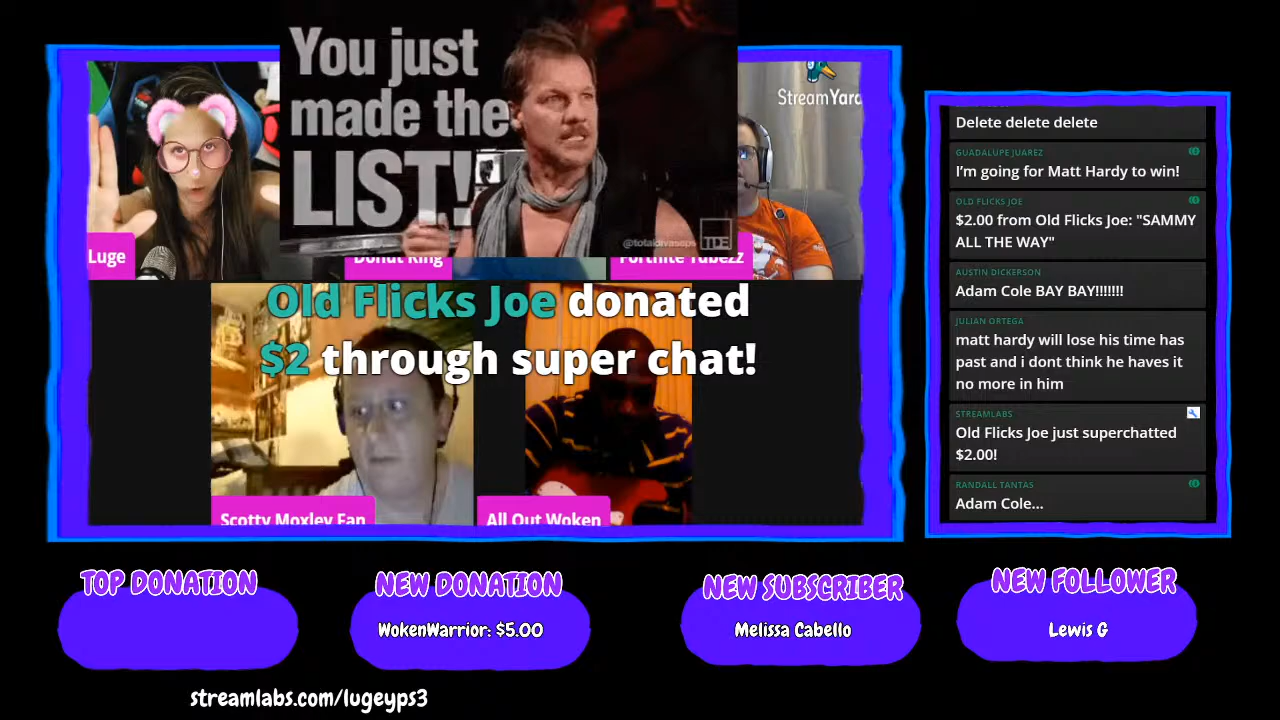 You just
made the
LIST!
@totaldivaseps
TDE
StreamYard
Luge
Donut King
Fortnite Tubezz
Old Flicks Joe donated
$2 through super chat!
Scotty Moxley Fan
All Out Woken
Delete delete delete
GUADALUPE JUAREZ
I’m going for Matt Hardy to win!
OLD FLICKS JOE
$2.00 from Old Flicks Joe: "SAMMY
ALL THE WAY"
AUSTIN DICKERSON
Adam Cole BAY BAY!!!!!!!
JULIAN ORTEGA
matt hardy will lose his time has
past and i dont think he haves it
no more in him
STREAMLABS
Old Flicks Joe just superchatted
$2.00!
RANDALL TANTAS
Adam Cole...
TOP DONATION
NEW DONATION
WokenWarrior: $5.00
NEW SUBSCRIBER
Melissa Cabello
NEW FOLLOWER
Lewis G
streamlabs.com/lugeyps3